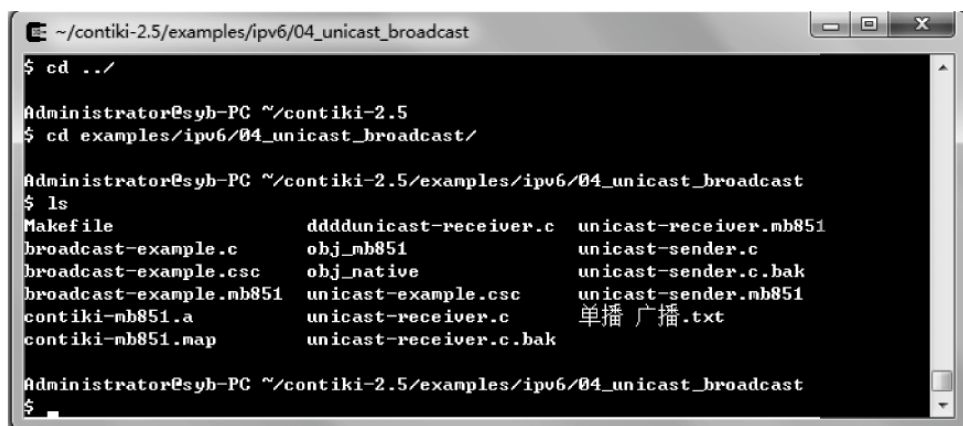 ~/contiki-2.5/examples/ipv6/04_unicast_broadcast
$ cd ../
Administrator@syb-PC ~/contiki-2.5
$ cd examples/ipv6/04_unicast_broadcast/
Administrator@syb-PC ~/contiki-2.5/examples/ipv6/04_unicast_broadcast
$ ls
Makefile ddddunicast-receiver.c unicast-receiver.mb851
broadcast-example.c obj_mb851 unicast-sender.c
broadcast-example.csc obj_native unicast-sender.c.bak
broadcast-example.mb851 unicast-example.csc unicast-sender.mb851
contiki-mb851.a unicast-receiver.c 单播 广播.txt
contiki-mb851.map unicast-receiver.c.bak
Administrator@syb-PC ~/contiki-2.5/examples/ipv6/04_unicast_broadcast
$